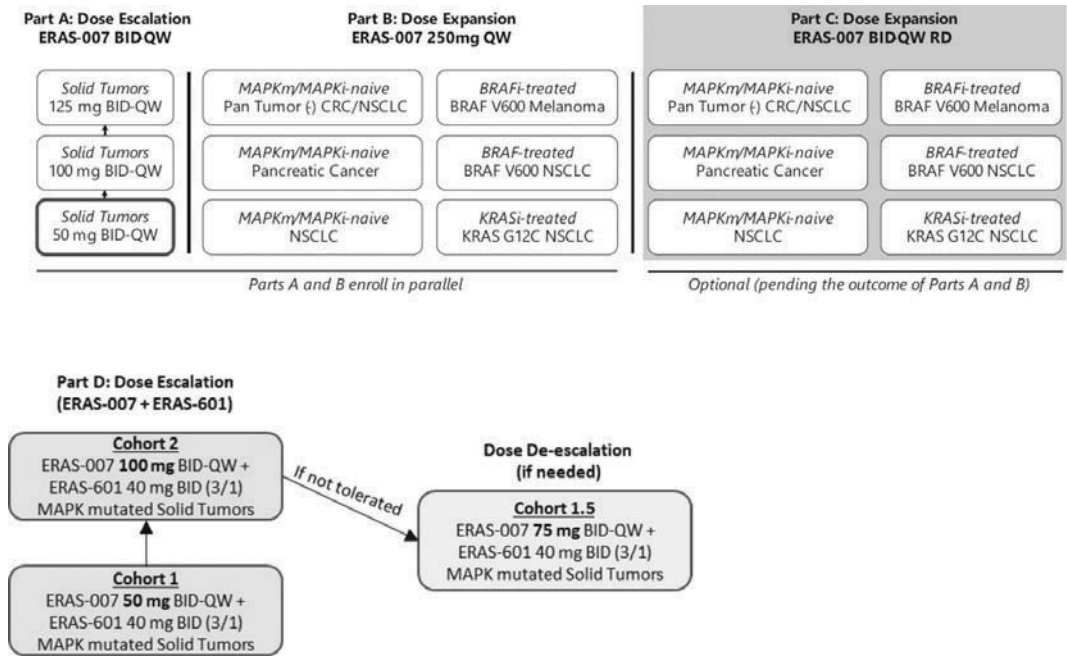 Part A: Dose Escalation
ERAS-007 BIDQW
Part B: Dose Expansion
ERAS-007 250mg QW
Part C: Dose Expansion
ERAS-007 BIDQW RD
Solid Tumors
125 mg BID-QW
MAPKm/MAPKi-naive
Pan Tumor (-) CRC/NSCLC
BRAFi-treated
BRAF V600 Melanoma
MAPKm/MAPKi-naive
Pan Tumor (-) CRC/NSCLC
BRAFi-treated
BRAF V600 Melanoma
Solid Tumors
100 mg BID-QW
MAPKm/MAPKi-naive
Pancreatic Cancer
BRAF-treated
BRAF V600 NSCLC
MAPKm/MAPKi-naive
Pancreatic Cancer
BRAF-treated
BRAF V600 NSCLC
Solid Tumors
50 mg BID-QW
MAPKm/MAPKi-naive
NSCLC
KRASi-treated
KRAS G12C NSCLC
MAPKm/MAPKi-naive
NSCLC
KRASi-treated
KRAS G12C NSCLC
Parts A and B enroll in parallel
Optional (pending the outcome of Parts A and B)
Part D: Dose Escalation
(ERAS-007 + ERAS-601)
Cohort 2
ERAS-007 100 mg BID-QW +
ERAS-601 40 mg BID (3/1)
MAPK mutated Solid Tumors
If not tolerated
Dose De-escalation
(if needed)
Cohort 1.5
ERAS-007 75 mg BID-QW +
ERAS-601 40 mg BID (3/1)
MAPK mutated Solid Tumors
Cohort 1
ERAS-007 50 mg BID-QW +
ERAS-601 40 mg BID (3/1)
MAPK mutated Solid Tumors